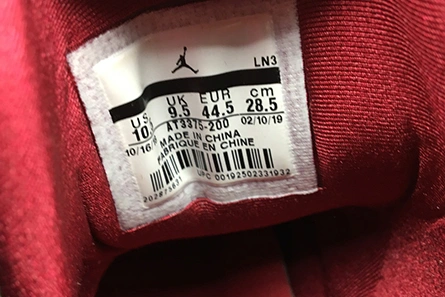 LN3
US UK EUR cm
10. 9.5 44.5 28.5
AT3375-200
10/16/ 02/10/19
MADE IN CHINA
FABRIQUE EN CHINE
UPC 00192502331932